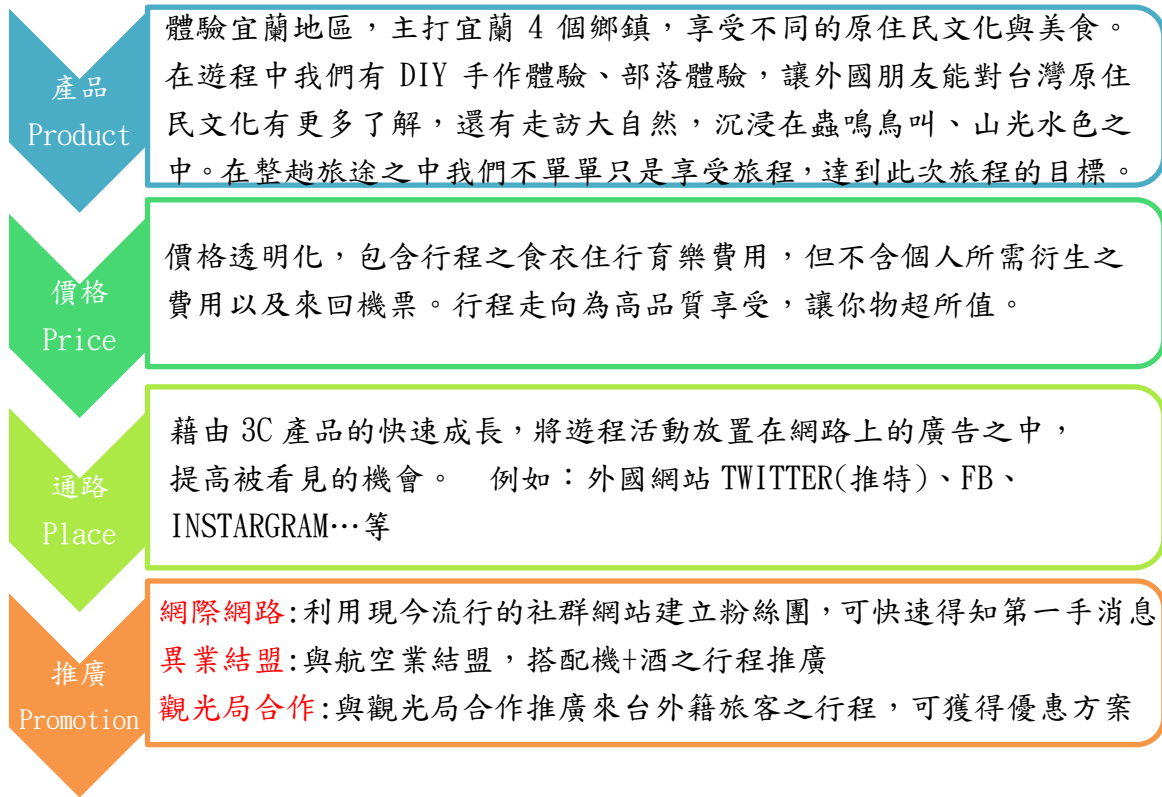 產品
Product
體驗宜蘭地區，主打宜蘭 4 個鄉鎮，享受不同的原住民文化與美食。
在遊程中我們有 DIY 手作體驗、部落體驗，讓外國朋友能對台灣原住
民文化有更多了解，還有走訪大自然，沉浸在蟲鳴鳥叫、山光水色之
中。在整趟旅途之中我們不單單只是享受旅程，達到此次旅程的目標。
價格
Price
價格透明化，包含行程之食衣住行育樂費用，但不含個人所需衍生之
費用以及來回機票。行程走向為高品質享受，讓你物超所值。
通路
Place
藉由 3C 產品的快速成長，將遊程活動放置在網路上的廣告之中，
提高被看見的機會。 例如：外國網站 TWITTER(推特)、FB、
INSTARGRAM…等
推廣
Promotion
網際網路:利用現今流行的社群網站建立粉絲團，可快速得知第一手消息
異業結盟:與航空業結盟，搭配機+酒之行程推廣
觀光局合作:與觀光局合作推廣來台外籍旅客之行程，可獲得優惠方案